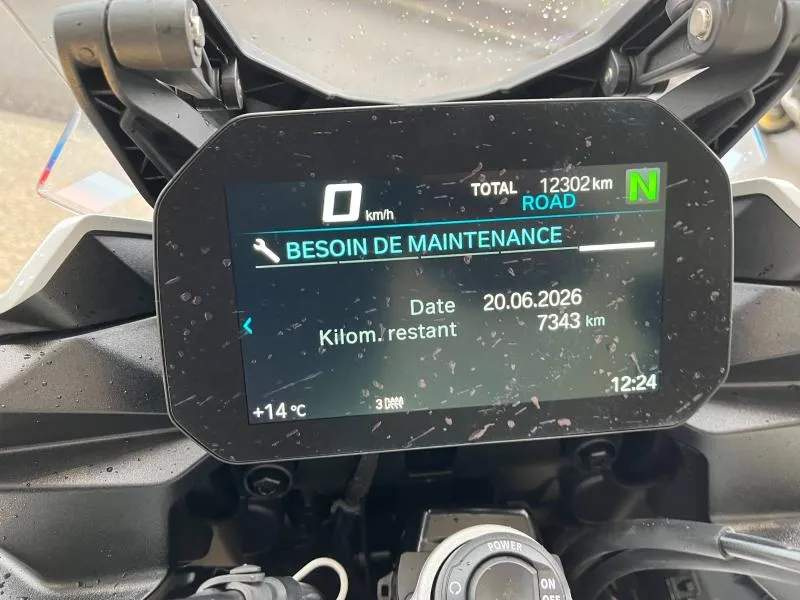 0 km/h TOTAL 12302 km N
ROAD
BESOIN DE MAINTENANCE
Date 20.06.2026
Kilom. restant 7343 km
+14 °C 3 12:24
POWER
ON
OFF